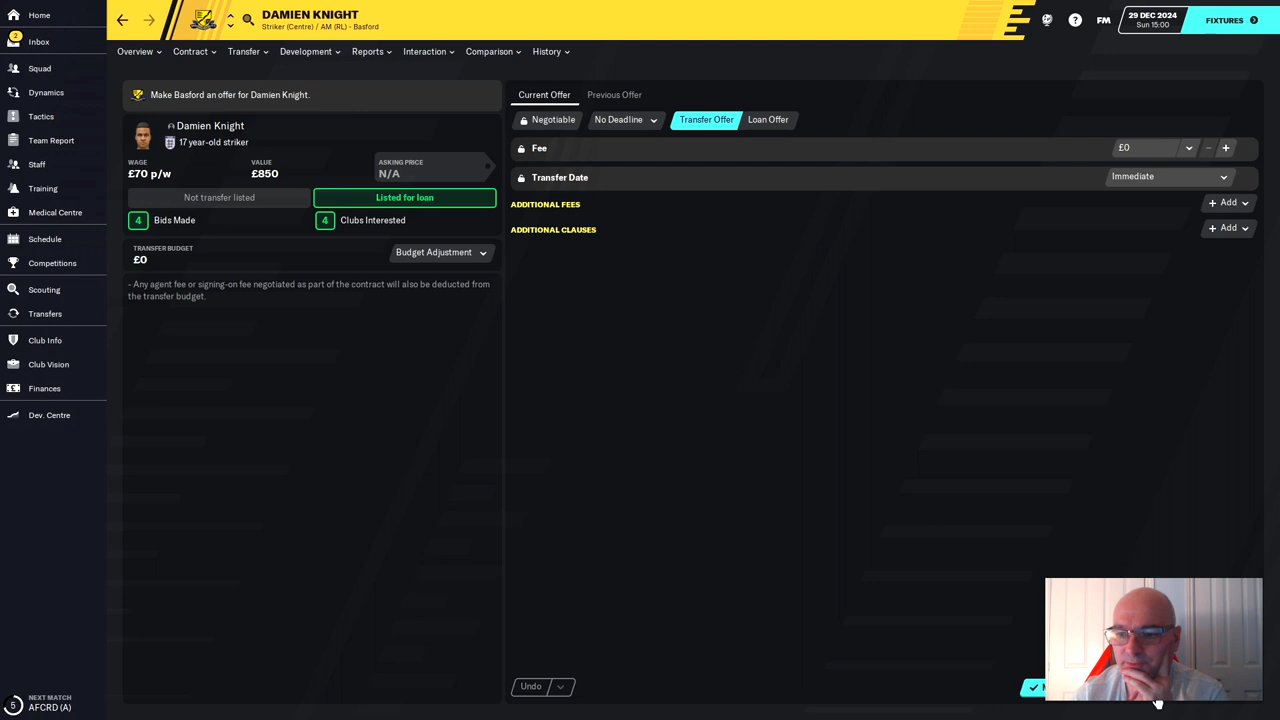 Home
DAMIEN KNIGHT
Striker (Centre) / AM (RL) - Basford
FM
29 DEC 2024
Sun 15:00
FIXTURES
2
Inbox
Overview
Contract
Transfer
Development
Reports
Interaction
Comparison
History
Squad
Dynamics
Tactics
Team Report
Staff
Training
Medical Centre
Schedule
Competitions
Scouting
Transfers
Club Info
Club Vision
Finances
Dev. Centre
5
NEXT MATCH
AFCRD (A)
Make Basford an offer for Damien Knight.
Damien Knight
17 year-old striker
WAGE
£70 p/w
VALUE
£850
ASKING PRICE
N/A
Not transfer listed
Listed for loan
4 Bids Made
4 Clubs Interested
TRANSFER BUDGET
£0
Budget Adjustment
- Any agent fee or signing-on fee negotiated as part of the contract will also be deducted from
the transfer budget.
Current Offer
Previous Offer
Negotiable
No Deadline
Transfer Offer
Loan Offer
Fee
£0
Transfer Date
Immediate
ADDITIONAL FEES
Add
ADDITIONAL CLAUSES
Add
Undo